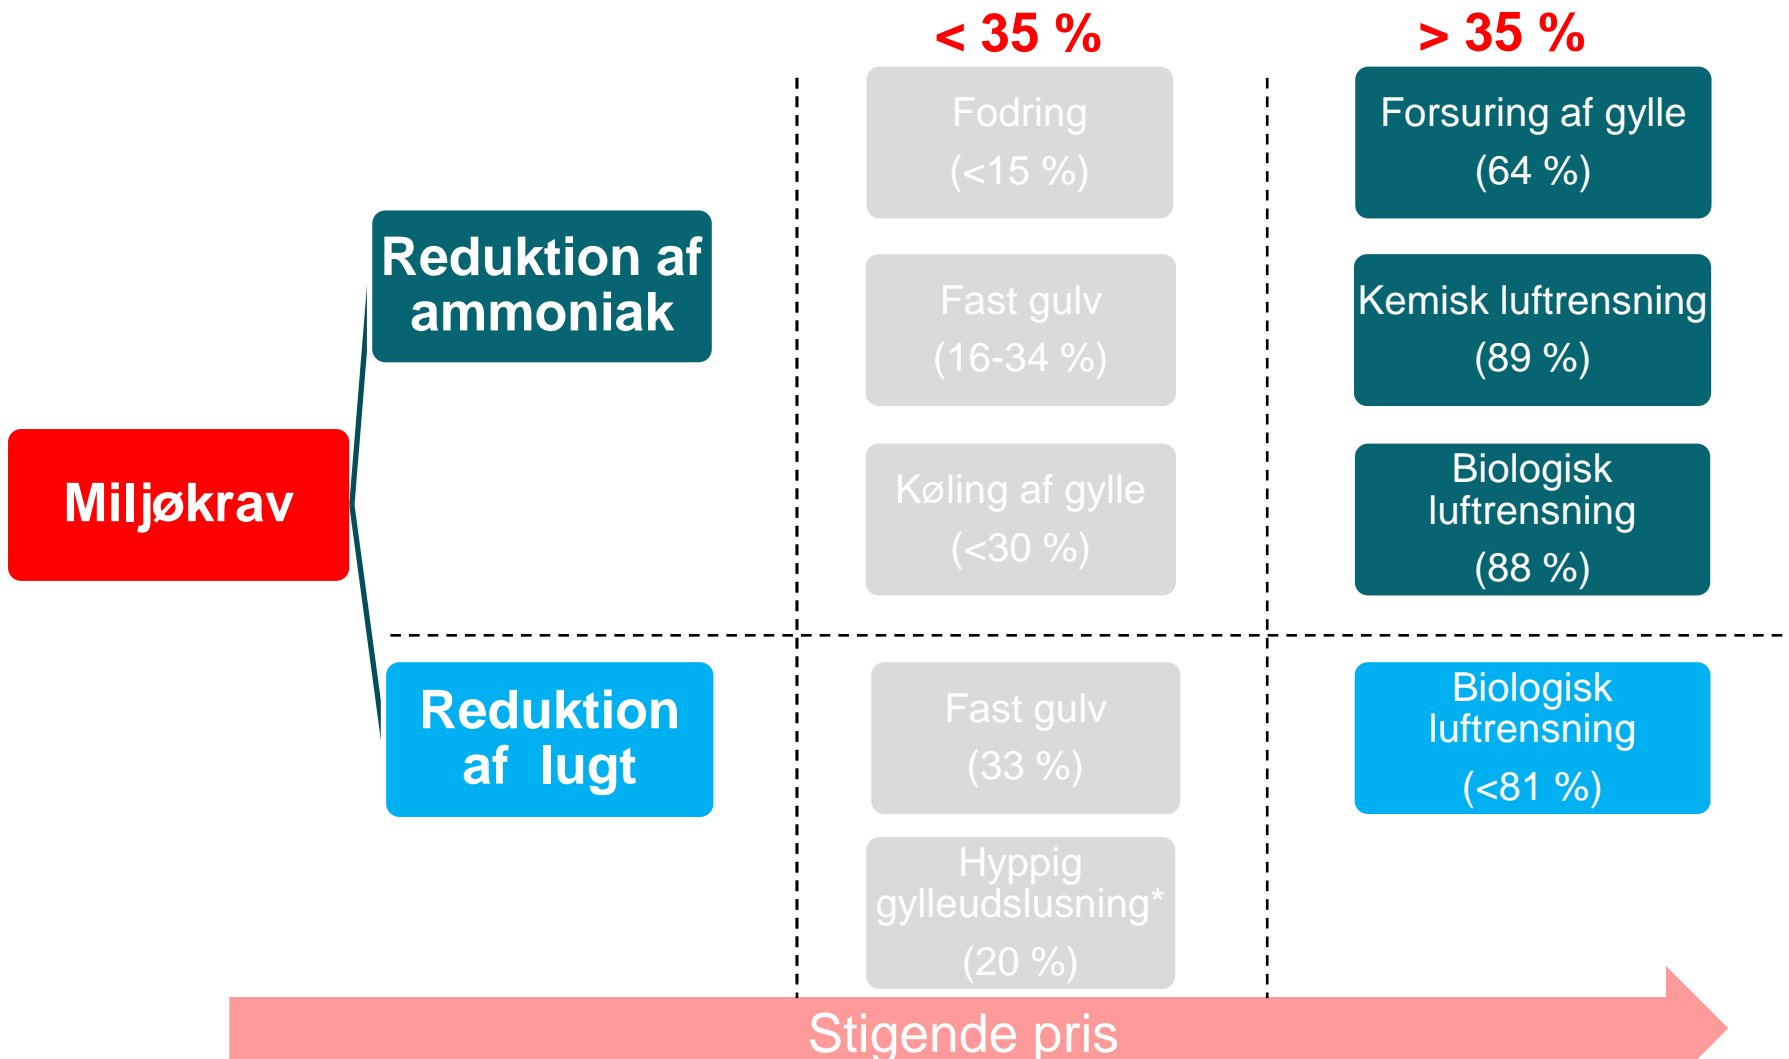 < 35 %
> 35 %
Fodring
(<15 %)
Forsuring af gylle
(64 %)
Reduktion af
ammoniak
Fast gulv
(16-34 %)
Kemisk luftrensning
(89 %)
Miljøkrav
Køling af gylle
(<30 %)
Biologisk
luftrensning
(88 %)
Reduktion
af lugt
Fast gulv
(33 %)
Biologisk
luftrensning
(<81 %)
Hyppig
gylleudslusning*
(20 %)
Stigende pris